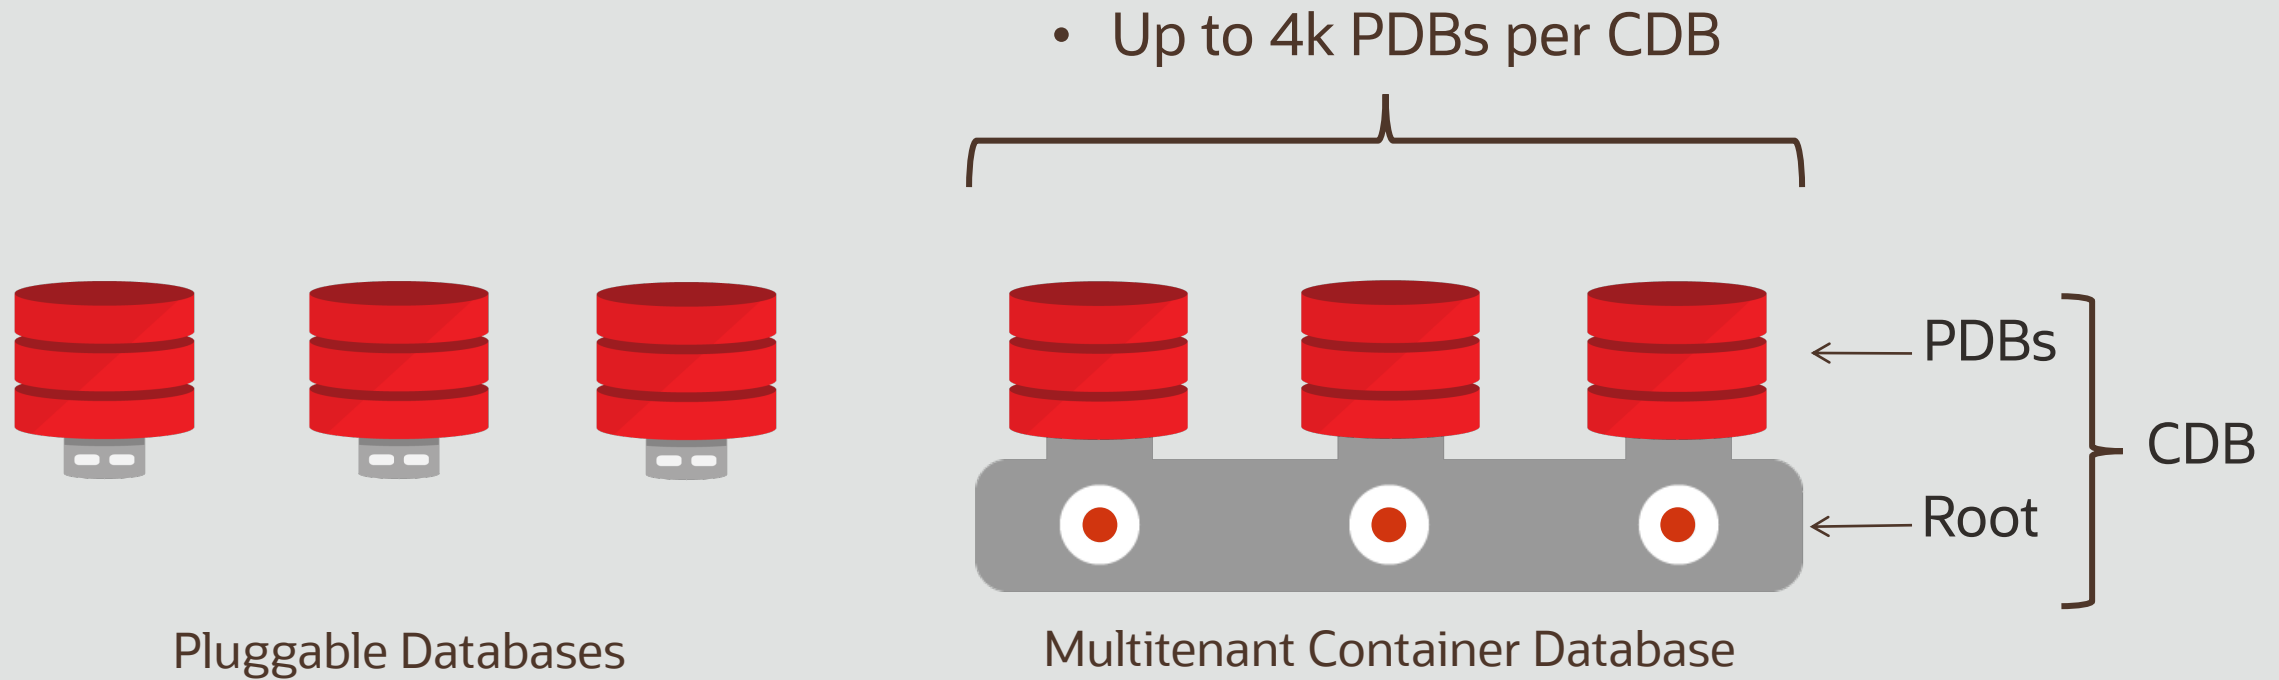 • Up to 4k PDBs per CDB
PDBs
CDB
Root
Pluggable Databases
Multitenant Container Database